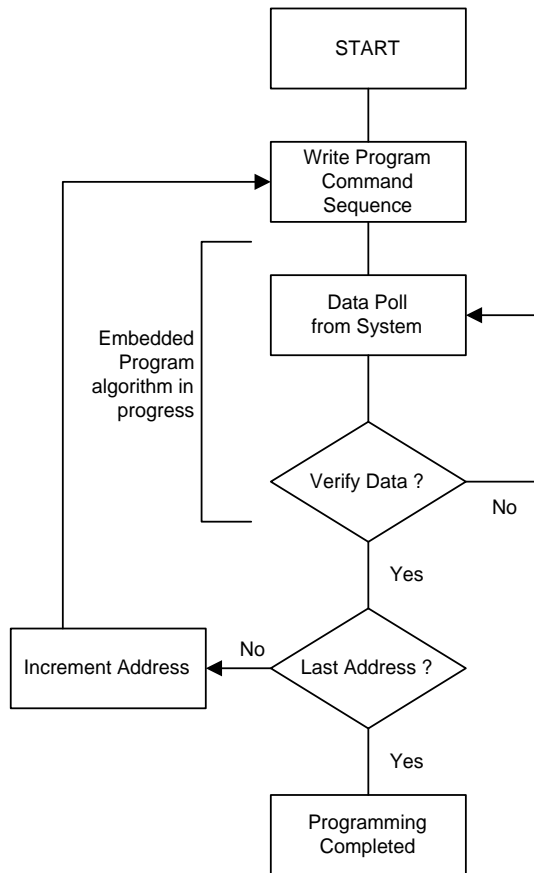 START
Write Program
Command
Sequence
Data Poll
from System
Embedded
Program
algorithm in
progress
Verify Data ?
No
Yes
No
Increment Address
Last Address ?
Yes
Programming
Completed